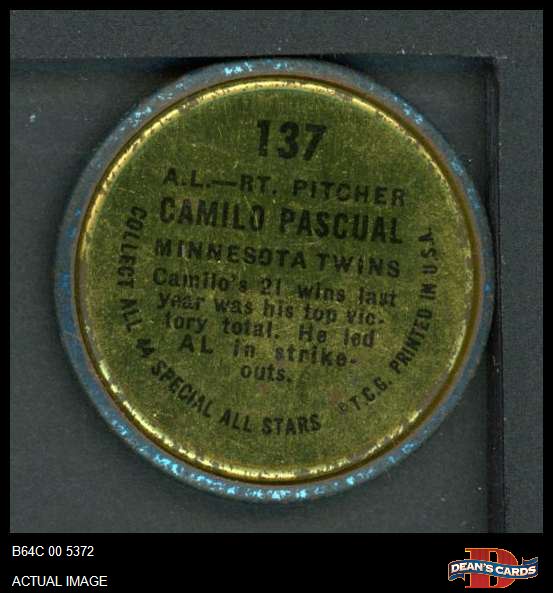 137
A.L.—RT. PITCHER
CAMILO PASCUAL
MINNESOTA TWINS
Camilo's 21 wins last
year was his top vic-
tory total. He led
AL in strike-
outs.
COLLECT ALL 44 SPECIAL ALL STARS
©T.C.G. PRINTED IN U.S.A.
B64C 00 5372
ACTUAL IMAGE
D
DEAN'S CARDS